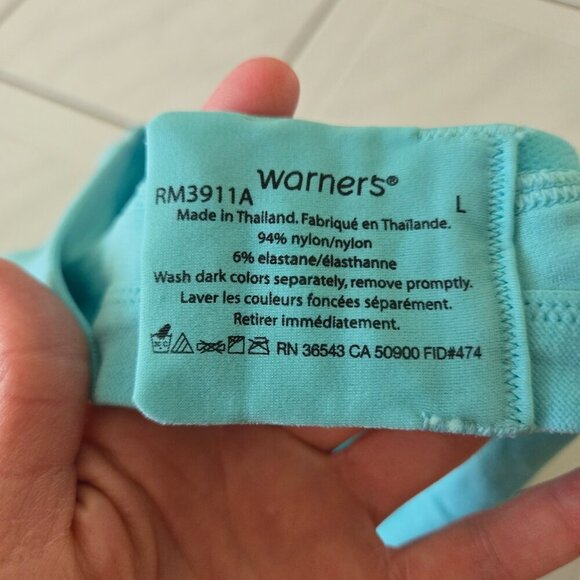 warner's®
RM3911A L
Made in Thailand. Fabriqué en Thaïlande.
94% nylon/nylon
6% elastane/élasthanne
Wash dark colors separately, remove promptly.
Laver les couleurs foncées séparément.
Retirer immédiatement.
RN 36543 CA 50900 FID#474